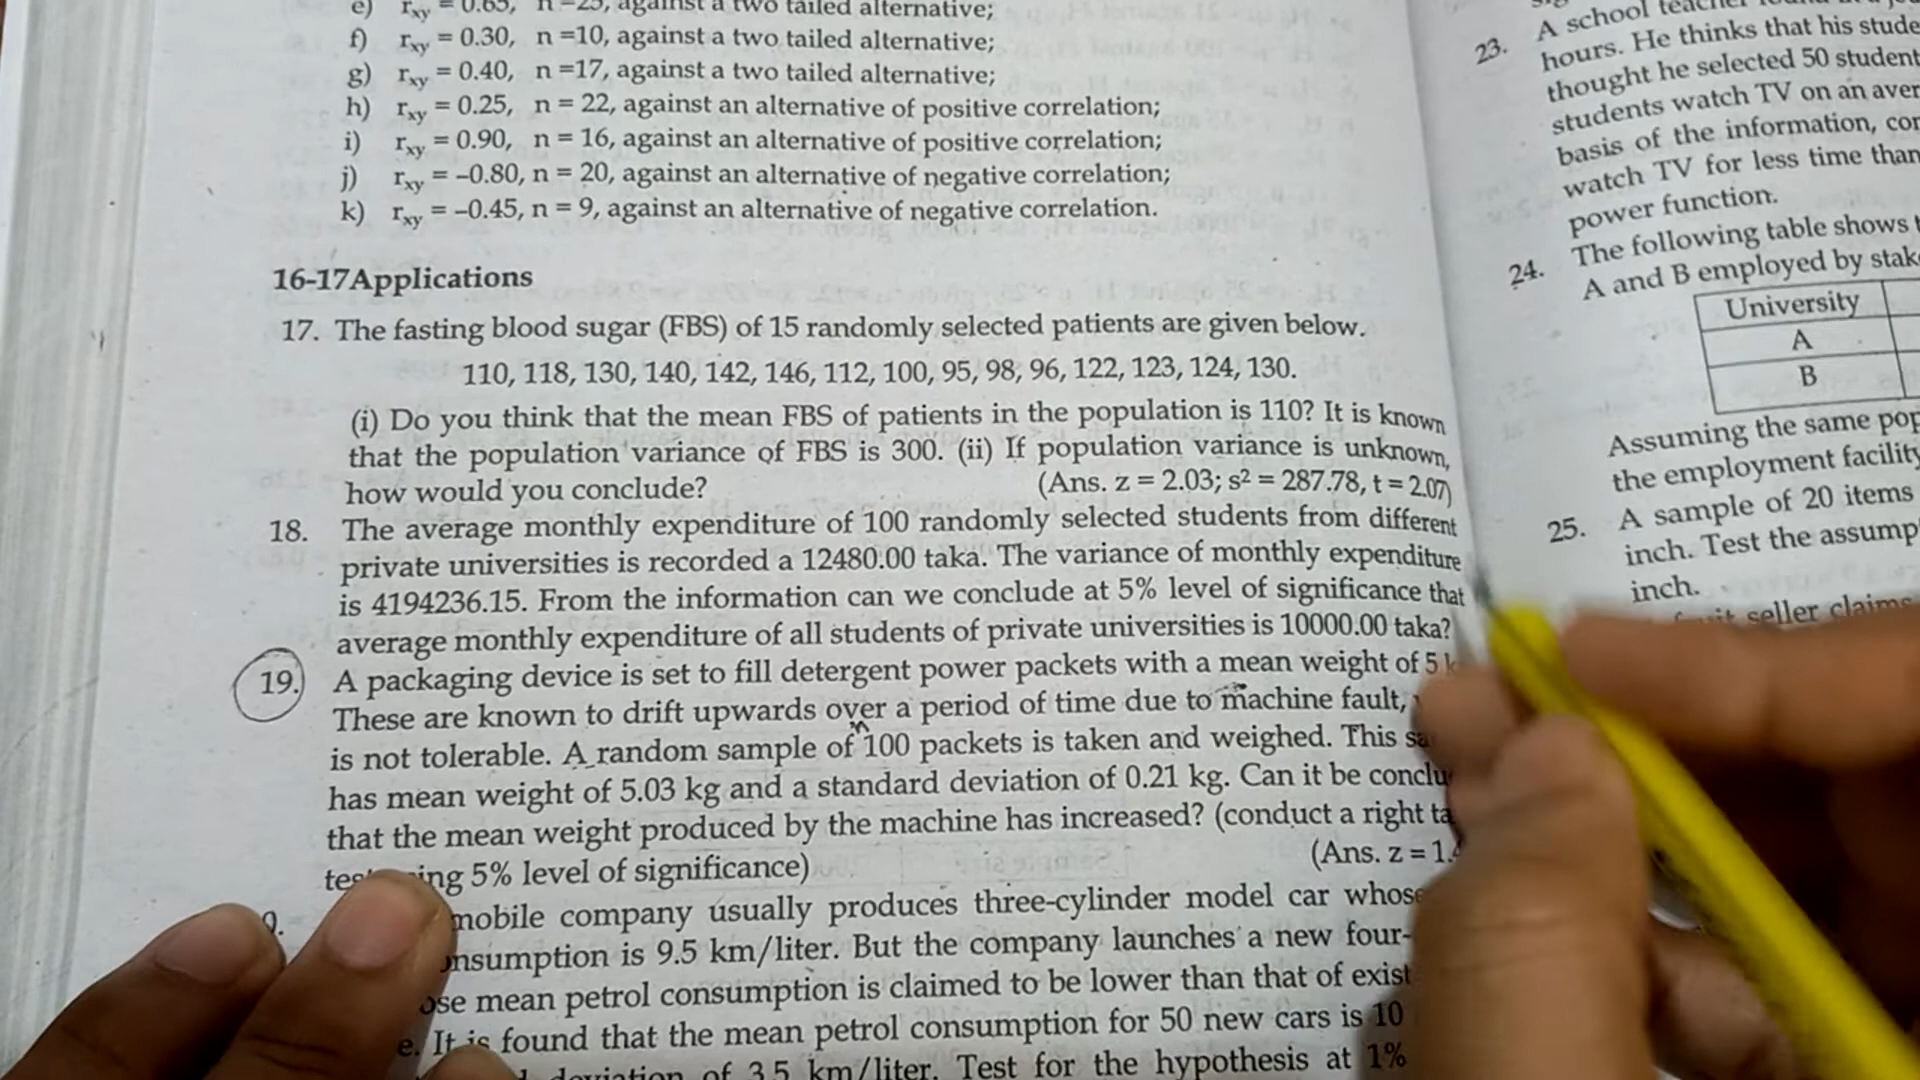 e) rxy = 0.65, n =25, against a two tailed alternative;
f) rxy = 0.30, n =10, against a two tailed alternative;
g) rxy = 0.40, n =17, against a two tailed alternative;
h) rxy = 0.25, n = 22, against an alternative of positive correlation;
i) rxy = 0.90, n = 16, against an alternative of positive correlation;
j) rxy = –0.80, n = 20, against an alternative of negative correlation;
k) rxy = –0.45, n = 9, against an alternative of negative correlation.
16-17Applications
17. The fasting blood sugar (FBS) of 15 randomly selected patients are given below.
110, 118, 130, 140, 142, 146, 112, 100, 95, 98, 96, 122, 123, 124, 130.
(i) Do you think that the mean FBS of patients in the population is 110? It is known
that the population variance of FBS is 300. (ii) If population variance is unknown,
how would you conclude? (Ans. z = 2.03; s² = 287.78, t = 2.07)
18. The average monthly expenditure of 100 randomly selected students from different
private universities is recorded a 12480.00 taka. The variance of monthly expenditure
is 4194236.15. From the information can we conclude at 5% level of significance that
average monthly expenditure of all students of private universities is 10000.00 taka?
19. A packaging device is set to fill detergent power packets with a mean weight of 5
These are known to drift upwards over a period of time due to machine fault,
is not tolerable. A random sample of 100 packets is taken and weighed. This
has mean weight of 5.03 kg and a standard deviation of 0.21 kg. Can it be
that the mean weight produced by the machine has increased? (conduct a right
5% level of significance) (Ans. z = 1.4
company usually produces three-cylinder model car whose
is 9.5 km/liter. But the company launches a new four-
mean petrol consumption is claimed to be lower than that of
It is found that the mean petrol consumption for 50 new cars is 10
of 3.5 km/liter. Test for the hypothesis at 1%
23. A school teacher
hours. He thinks that his
thought he selected 50
students watch TV on an
basis of the information,
watch TV for less time than
power function.
24. The following table shows
A and B employed by
University
A
B
Assuming the same
the employment facility
25. A sample of 20 items
inch. Test the
inch.
seller claims